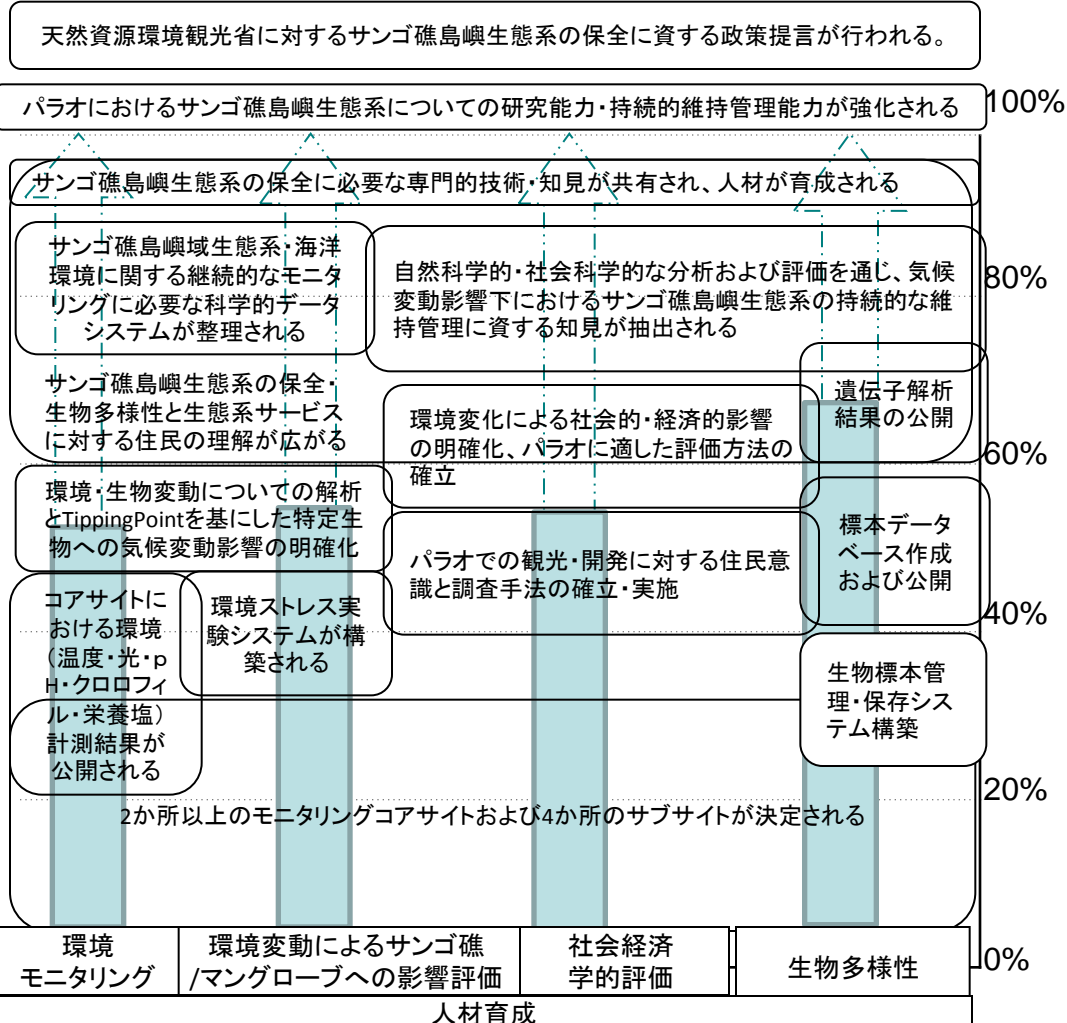 天然資源環境観光省に対するサンゴ礁島嶼生態系の保全に資する政策提言が行われる。
パラオにおけるサンゴ礁島嶼生態系についての研究能力・持続的維持管理能力が強化される
100%
サンゴ礁島嶼生態系の保全に必要な専門的技術・知見が共有され、人材が育成される
サンゴ礁島嶼域生態系・海洋
環境に関する継続的なモニタ
リングに必要な科学的データ
システムが整理される
自然科学的・社会科学的な分析および評価を通じ、気候
変動影響下におけるサンゴ礁島嶼生態系の持続的な維
持管理に資する知見が抽出される
80%
サンゴ礁島嶼生態系の保全・
生物多様性と生態系サービス
に対する住民の理解が広がる
環境変化による社会的・経済的影響
の明確化、パラオに適した評価方法の
確立
遺伝子解析
結果の公開
60%
環境・生物変動についての解析
とTippingPointを基にした特定生
物への気候変動影響の明確化
パラオでの観光・開発に対する住民意
識と調査手法の確立・実施
標本データ
ベース作成
および公開
40%
コアサイトに
おける環境
（温度・光・p
H・クロロフィ
ル・栄養塩）
計測結果が
公開される
環境ストレス実
験システムが構
築される
生物標本管
理・保存シス
テム構築
20%
2か所以上のモニタリングコアサイトおよび4か所のサブサイトが決定される
0%
環境
モニタリング
環境変動によるサンゴ礁
/マングローブへの影響評価
社会経済
学的評価
生物多様性
人材育成